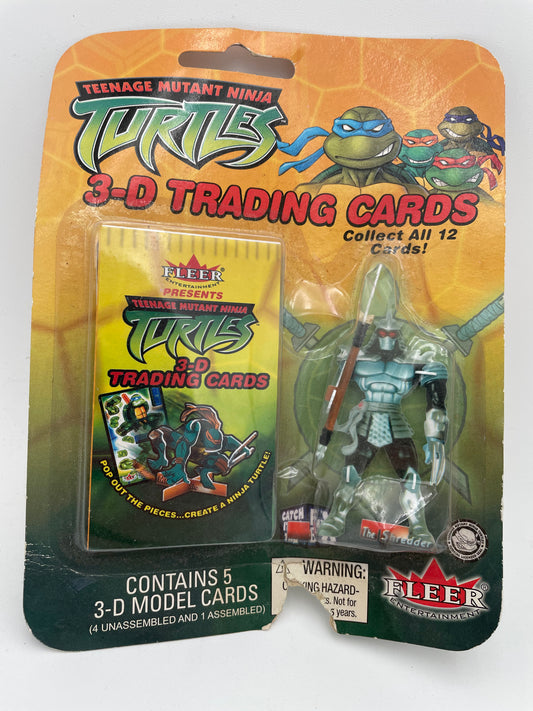 TEENAGE MUTANT NINJA
TURTLES
3-D TRADING CARDS
Collect All 12
Cards!
FLEER
ENTERTAINMENT
PRESENTS
TEENAGE MUTANT NINJA
TURTLES
3-D
TRADING CARDS
POP OUT THE PIECES...CREATE A NINJA TURTLE!
CATCH
The Shredder
CONTAINS 5
3-D MODEL CARDS
(4 UNASSEMBLED AND 1 ASSEMBLED)
WARNING:
HAZARD-
Not for
years.
FLEER
ENTERTAINMENT